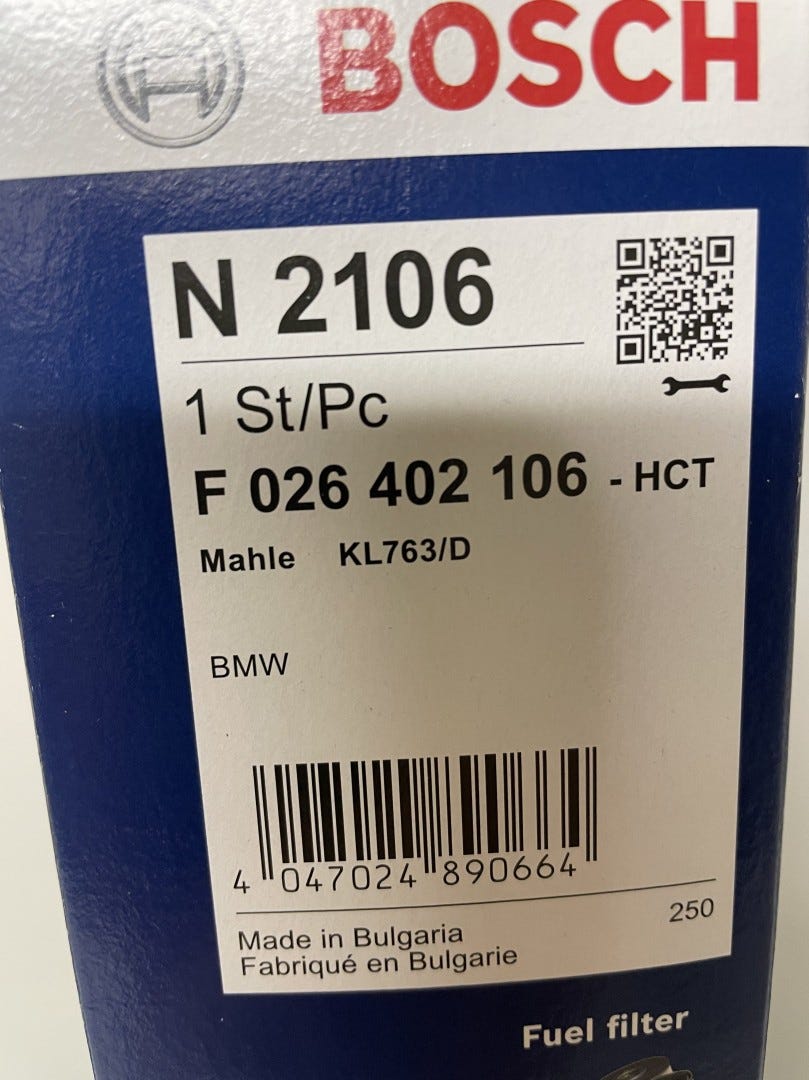 BOSCH
N 2106
1 St/Pc
F 026 402 106 - HCT
Mahle KL763/D
BMW
4 047024 890664
250
Made in Bulgaria
Fabriqué en Bulgarie
Fuel filter